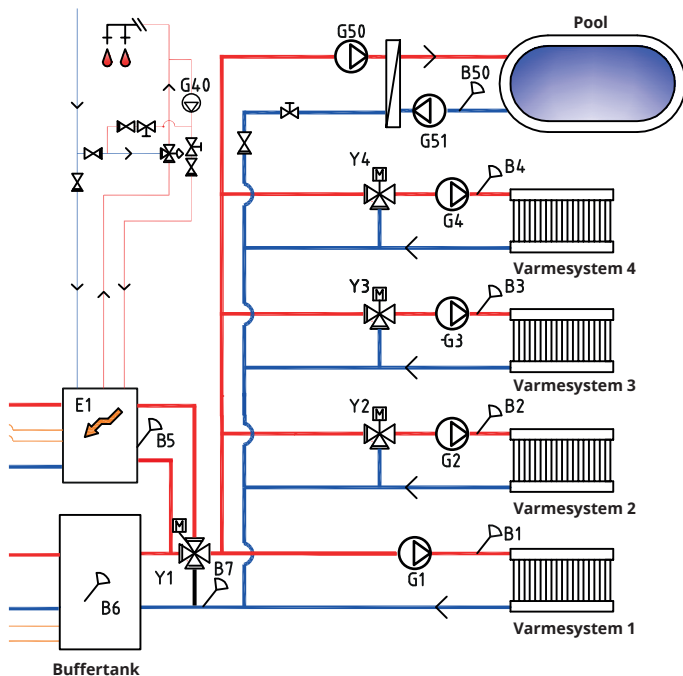 Pool
G50
G40
B50
G51
Y4
M
B4
G4
Varmesystem 4
Y3
M
B3
-G3
Varmesystem 3
E1
Y2
M
B2
B5
G2
Varmesystem 2
M
B1
Y1
B7
G1
B6
Varmesystem 1
Buffertank